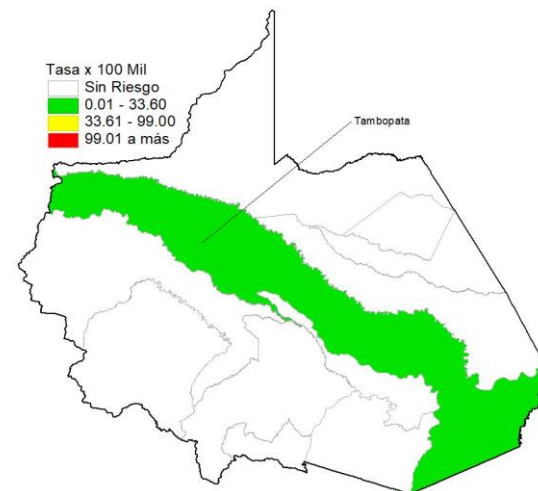 Tasa x 100 Mil
Sin Riesgo
0.01 - 33.60
33.61 - 99.00
99.01 a más
Tambopata